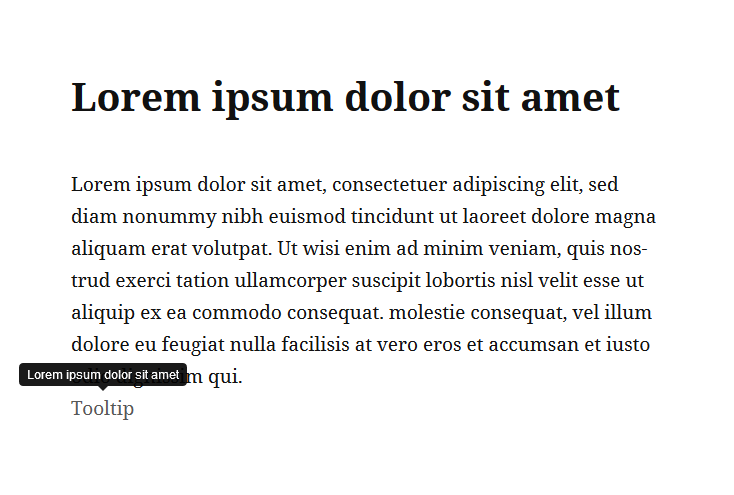 Lorem ipsum dolor sit amet
Lorem ipsum dolor sit amet, consectetuer adipiscing elit, sed
diam nonummy nibh euismod tincidunt ut laoreet dolore magna
aliquam erat volutpat. Ut wisi enim ad minim veniam, quis nos-
trud exerci tation ullamcorper suscipit lobortis nisl velit esse ut
aliquip ex ea commodo consequat. molestie consequat, vel illum
dolore eu feugiat nulla facilisis at vero eros et accumsan et iusto
qui.
Lorem ipsum dolor sit amet
Tooltip